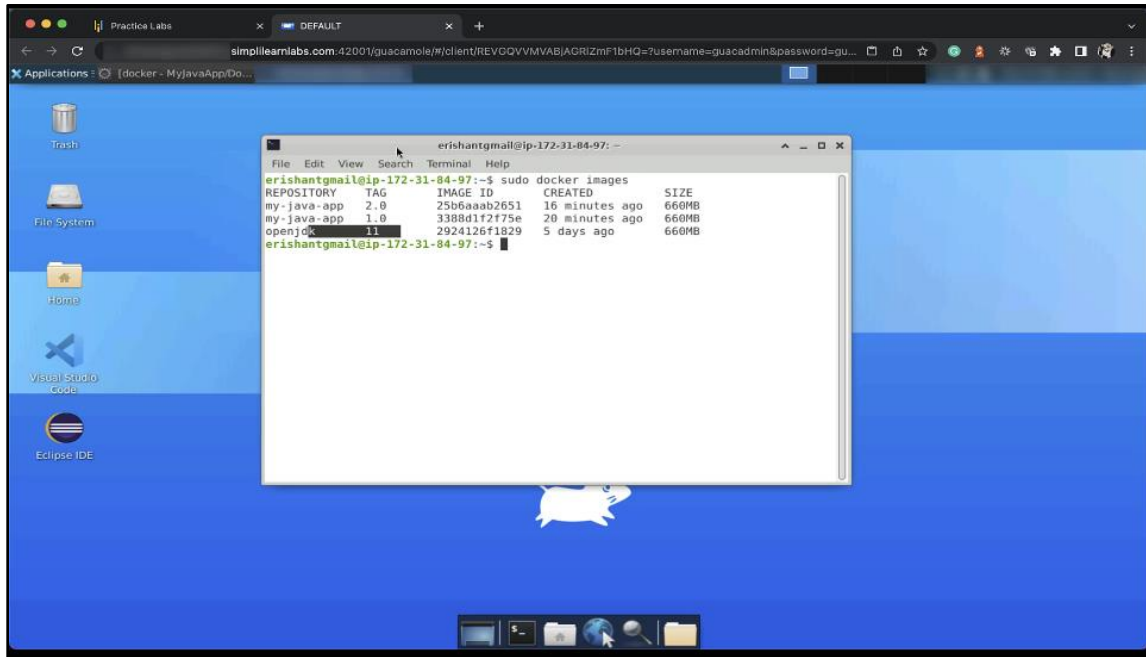 Practice Labs
DEFAULT
simplilearnlabs.com:42001/guacamole/#/client/REVGQVVMVABjAGRiZmF1bHQ=?username=guacadmin&password=gu...
Applications
[docker - MyJavaApp/Do...
Trash
File System
Home
Visual Studio
Code
Eclipse IDE
erishantgmail@ip-172-31-84-97: ~
File Edit View Search Terminal Help
erishantgmail@ip-172-31-84-97:~$ sudo docker images
REPOSITORY TAG IMAGE ID CREATED SIZE
my-java-app 2.0 25b6aaab2651 16 minutes ago 660MB
my-java-app 1.0 3388d1f2f75e 20 minutes ago 660MB
openjdk 11 2924126f1829 5 days ago 660MB
erishantgmail@ip-172-31-84-97:~$